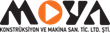 MOYA
KONSTRÜKSİYON VE MAKİNA SAN. TİC. LTD. ŞTİ.